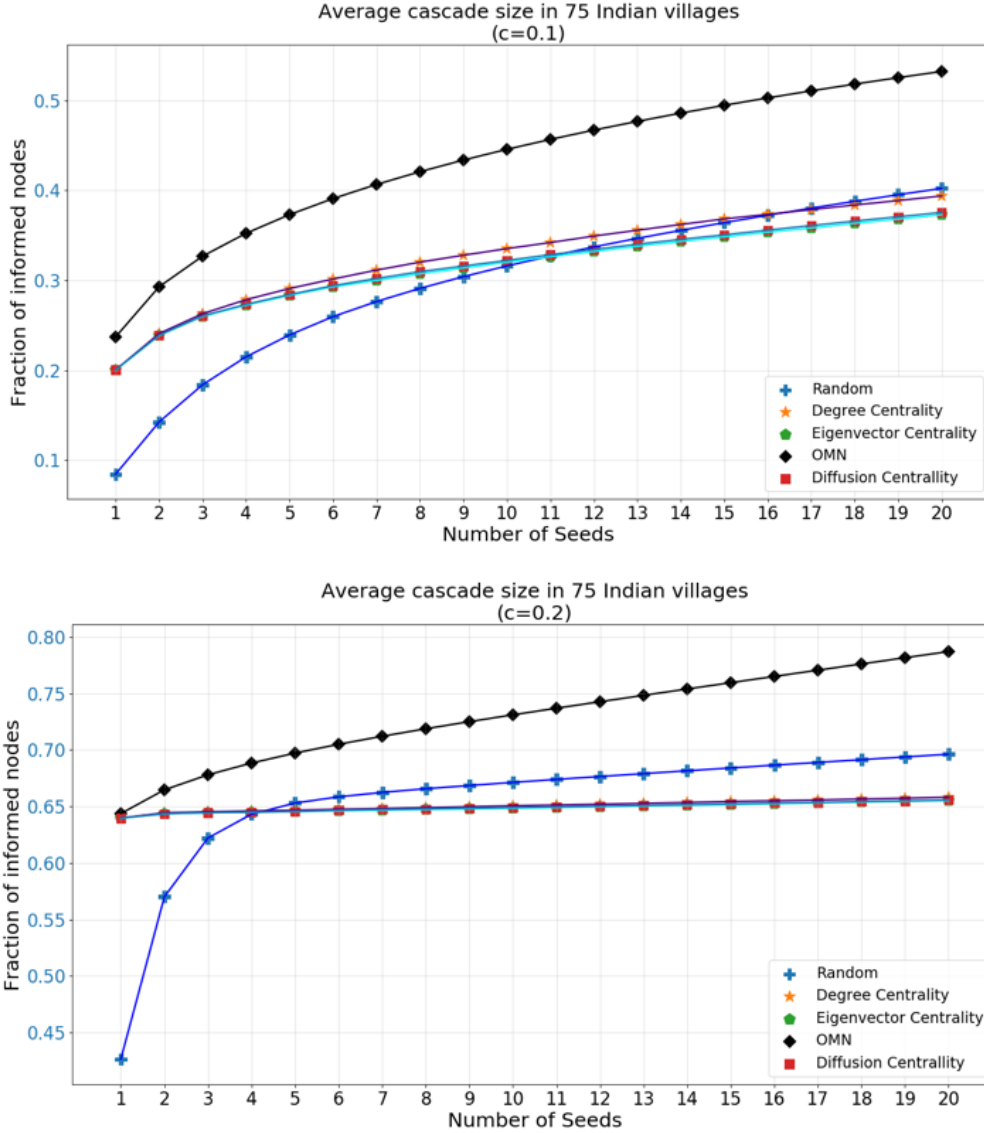 Average cascade size in 75 Indian villages
(c=0.1)
Fraction of informed nodes
0.5
0.4
0.3
0.2
0.1
Random
Degree Centrality
Eigenvector Centrality
OMN
Diffusion Centrallity
1 2 3 4 5 6 7 8 9 10 11 12 13 14 15 16 17 18 19 20
Number of Seeds
Average cascade size in 75 Indian villages
(c=0.2)
Fraction of informed nodes
0.80
0.75
0.70
0.65
0.60
0.55
0.50
0.45
Random
Degree Centrality
Eigenvector Centrality
OMN
Diffusion Centrallity
1 2 3 4 5 6 7 8 9 10 11 12 13 14 15 16 17 18 19 20
Number of Seeds